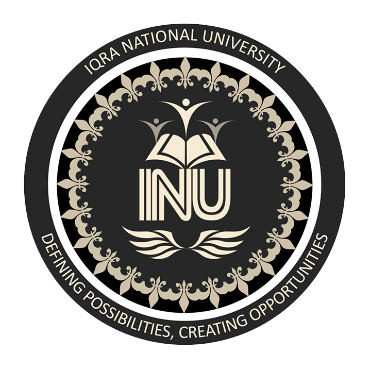 IQRA NATIONAL UNIVERSITY
INU
DEFINING POSSIBILITIES, CREATING OPPORTUNITIES